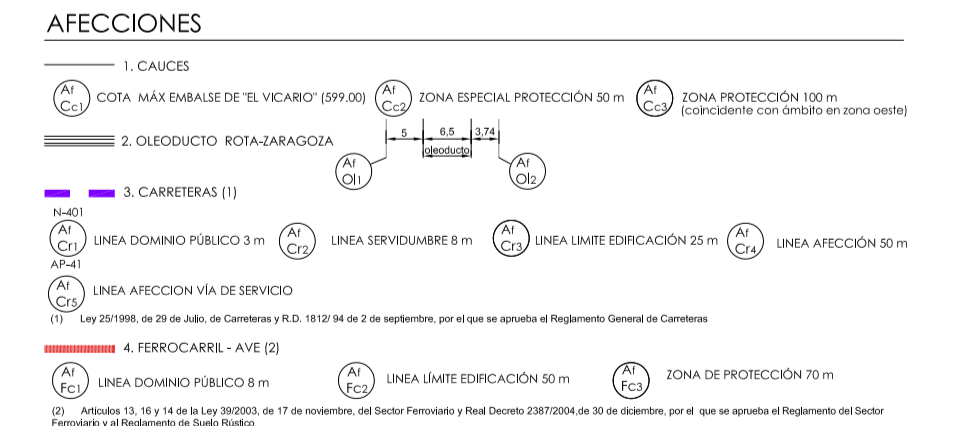 AFECCIONES
1. CAUCES
Af Cc1 COTA MÁX EMBALSE DE "EL VICARIO" (599.00) Af Cc2 ZONA ESPECIAL PROTECCIÓN 50 m Af Cc3 ZONA PROTECCIÓN 100 m
(coincidente con ámbito en zona oeste)
2. OLEODUCTO ROTA-ZARAGOZA
5 6,5 3,74
oleoducto
Af Ol1 Af Ol2
3. CARRETERAS (1)
N-401
Af Cr1 LINEA DOMINIO PÚBLICO 3 m Af Cr2 LINEA SERVIDUMBRE 8 m Af Cr3 LINEA LIMITE EDIFICACIÓN 25 m Af Cr4 LINEA AFECCIÓN 50 m
AP-41
Af Cr5 LINEA AFECCION VÍA DE SERVICIO
(1) Ley 25/1998, de 29 de Julio, de Carreteras y R.D. 1812/ 94 de 2 de septiembre, por el que se aprueba el Reglamento General de Carreteras
4. FERROCARRIL - AVE (2)
Af Fc1 LINEA DOMINIO PÚBLICO 8 m Af Fc2 LINEA LÍMITE EDIFICACIÓN 50 m Af Fc3 ZONA DE PROTECCIÓN 70 m
(2) Artículos 13, 16 y 14 de la Ley 39/2003, de 17 de noviembre, del Sector Ferroviario y Real Decreto 2387/2004,de 30 de diciembre, por el que se aprueba el Reglamento del Sector
Ferroviario y al Reglamento de Suelo Rústico.